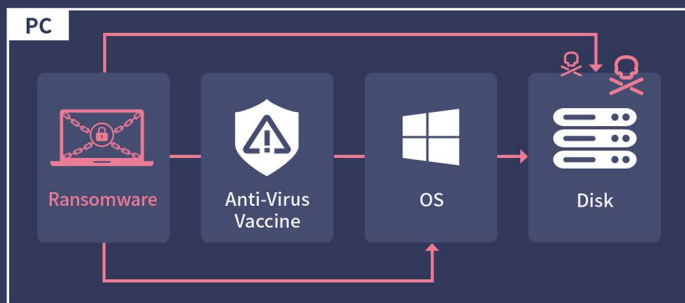 PC
Ransomware
Anti-Virus
Vaccine
OS
Disk